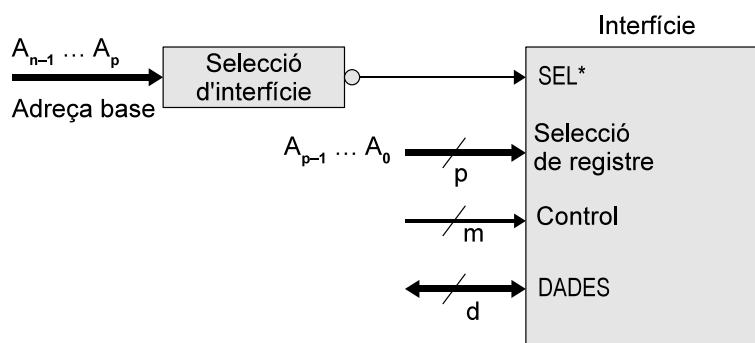 Interfície
Aₙ₋₁ … Aₚ
Selecció
d'interfície
SEL*
Adreça base
Aₚ₋₁ … A₀
Selecció
de registre
p
Control
m
DADES
d